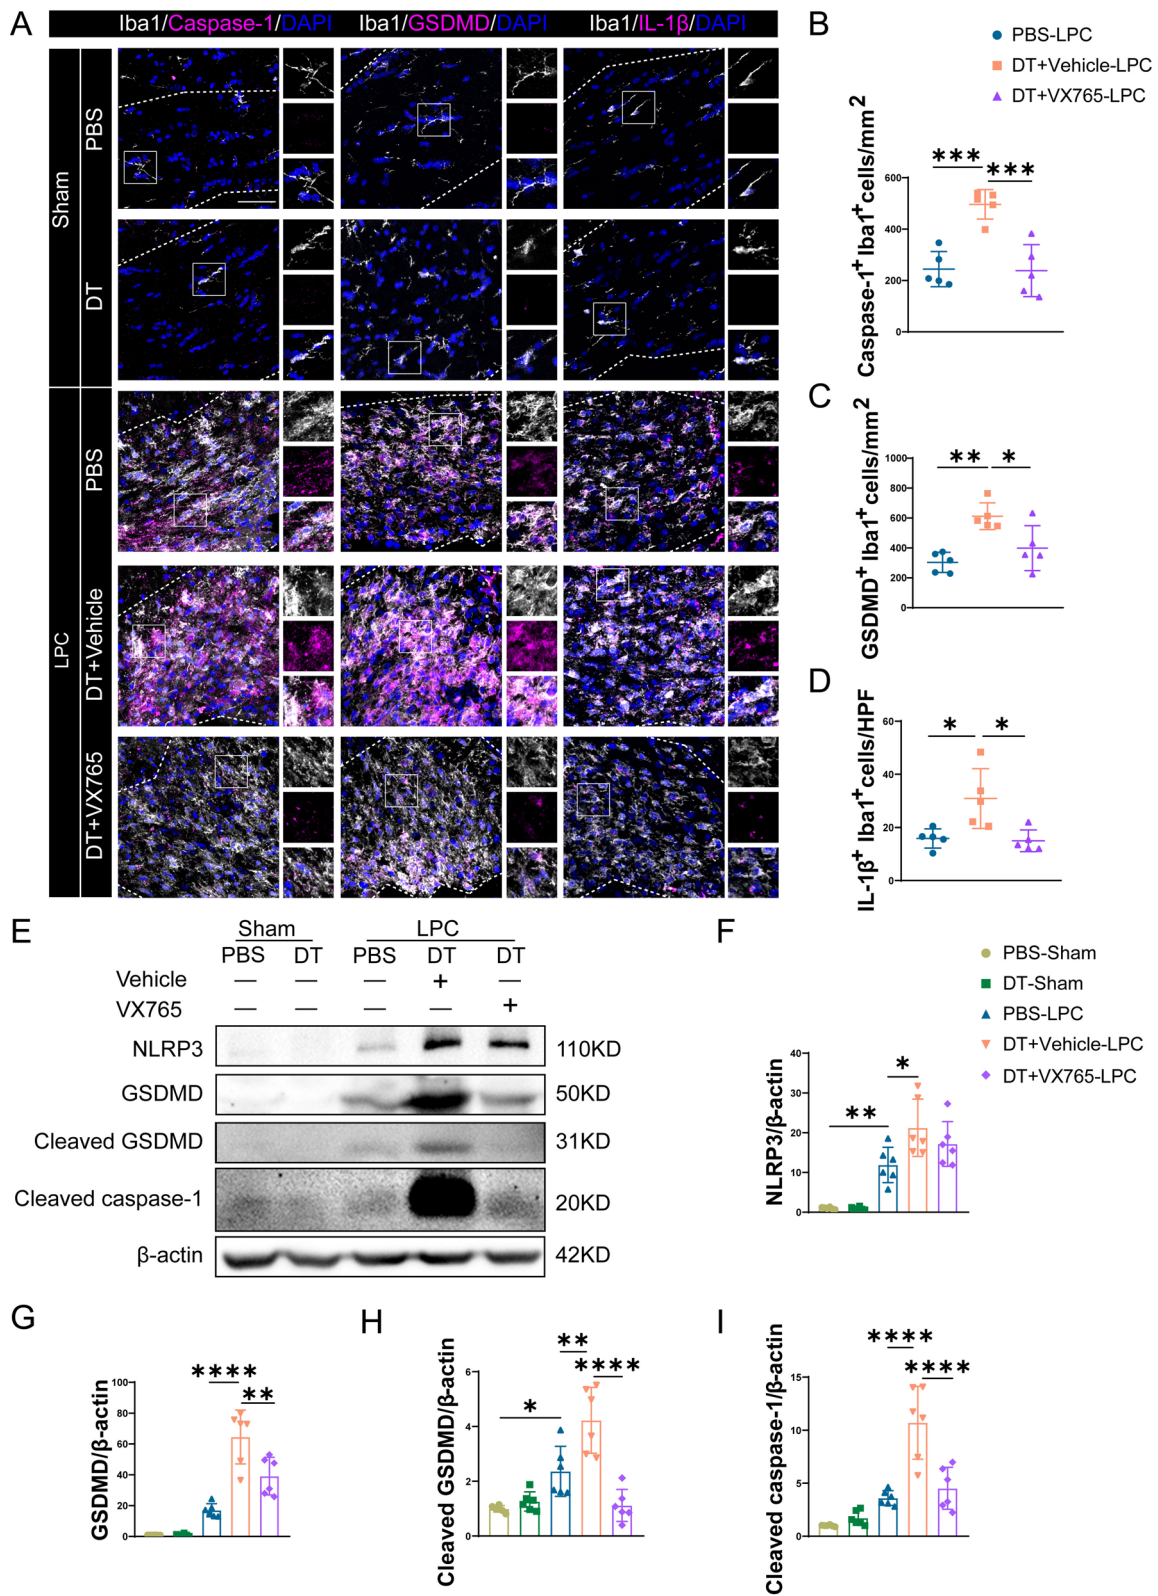 A
Iba1/Caspase-1/DAPI
Iba1/GSDMD/DAPI
Iba1/IL-1β/DAPI
Sham
PBS
DT
LPC
PBS
DT+Vehicle
DT+VX765
B
PBS-LPC
DT+Vehicle-LPC
DT+VX765-LPC
Caspase-1+ Iba1+cells/mm2
600
400
200
0
***
***
C
GSDMD+ Iba1+cells/mm2
1000
800
600
400
200
0
**
*
D
IL-1β+ Iba1+cells/HPF
60
40
20
0
*
*
E
Sham
LPC
PBS DT PBS DT DT
Vehicle — — — + —
VX765 — — — — +
NLRP3 110KD
GSDMD 50KD
Cleaved GSDMD 31KD
Cleaved caspase-1 20KD
β-actin 42KD
F
PBS-Sham
DT-Sham
PBS-LPC
DT+Vehicle-LPC
DT+VX765-LPC
NLRP3/β-actin
40
30
20
10
0
**
*
G
GSDMD/β-actin
100
80
60
40
20
0
****
**
H
Cleaved GSDMD/β-actin
6
4
2
0
*
**
****
I
Cleaved caspase-1/β-actin
15
10
5
0
****
****